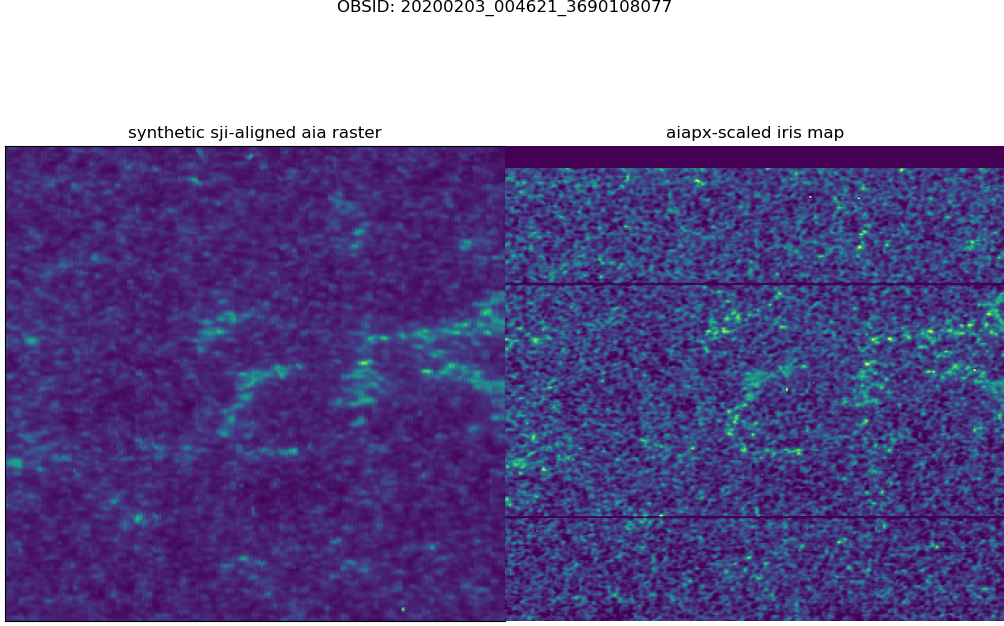 OBSID: 20200203_004621_3690108077
synthetic sji-aligned aia raster
aiapx-scaled iris map